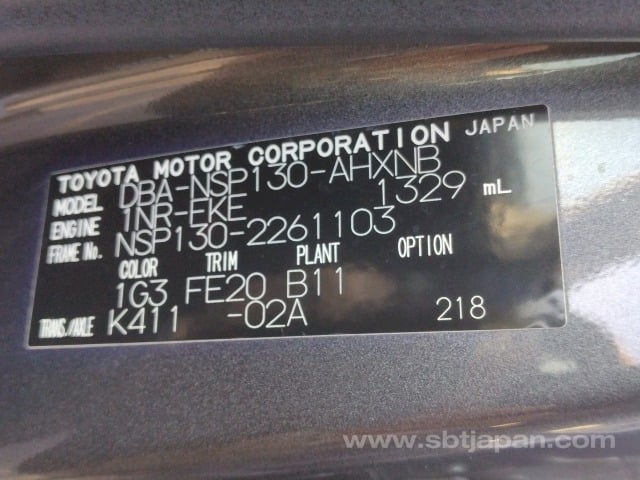 TOYOTA MOTOR CORPORATION JAPAN
MODEL DBA-NSP130-AHXNB
ENGINE 1NR-FKE 1329 mL
FRAME No. NSP130-2261103
COLOR TRIM PLANT OPTION
1G3 FE20 B11
TRANS./AXLE K411 -02A 218
www.sbtjapan.com